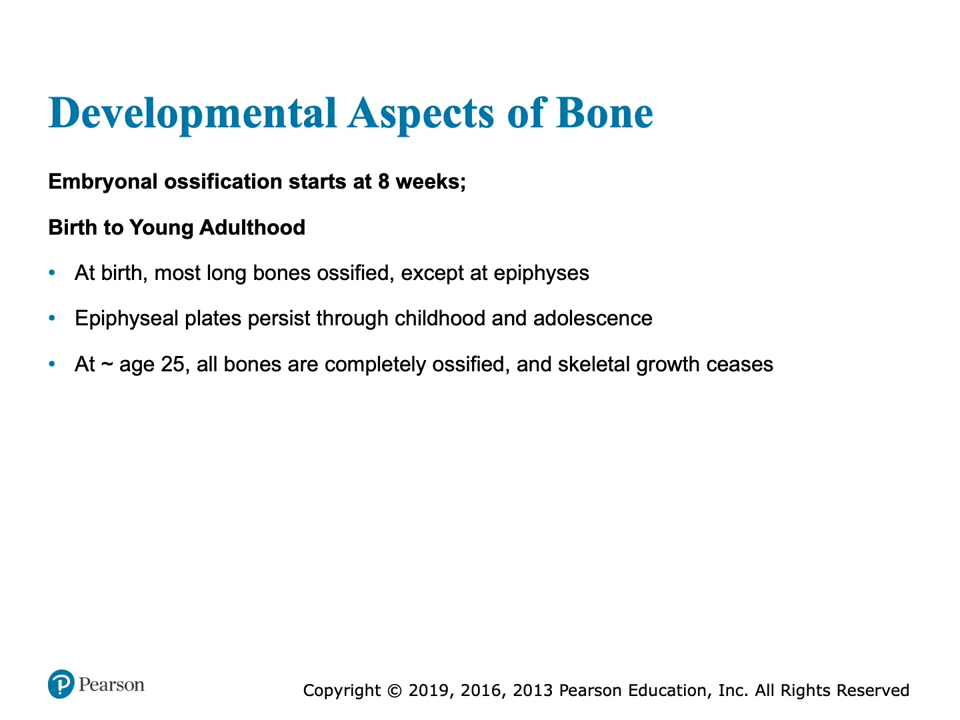 Developmental Aspects of Bone
Embryonal ossification starts at 8 weeks;
Birth to Young Adulthood
• At birth, most long bones ossified, except at epiphyses
• Epiphyseal plates persist through childhood and adolescence
• At ~ age 25, all bones are completely ossified, and skeletal growth ceases
P Pearson
Copyright © 2019, 2016, 2013 Pearson Education, Inc. All Rights Reserved